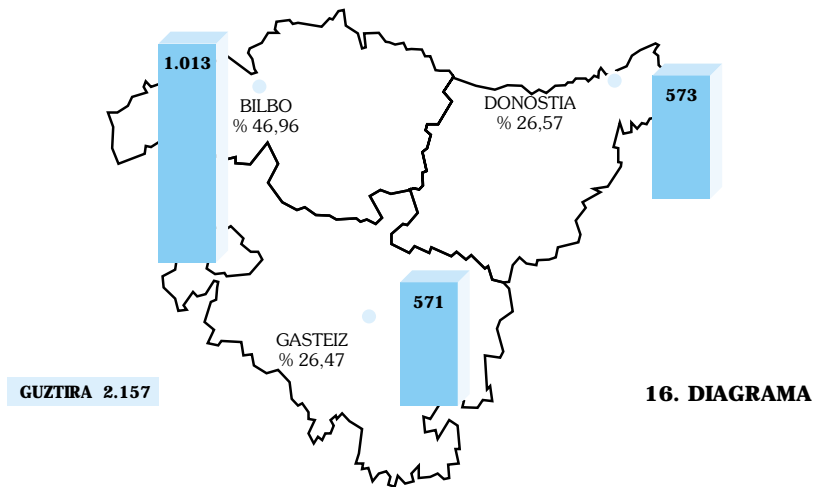 1.013
BILBO
% 46,96
DONOSTIA
% 26,57
573
571
GASTEIZ
% 26,47
GUZTIRA 2.157
16. DIAGRAMA